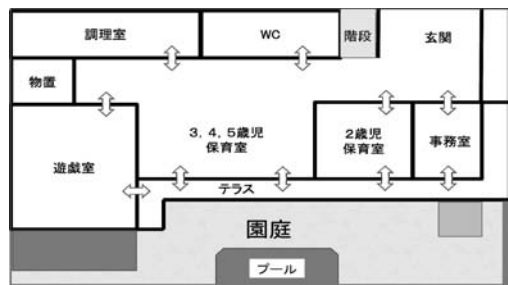 調理室
WC
階段
玄関
物置
3, 4, 5歳児
保育室
2歳児
保育室
事務室
遊戯室
テラス
園庭
プール